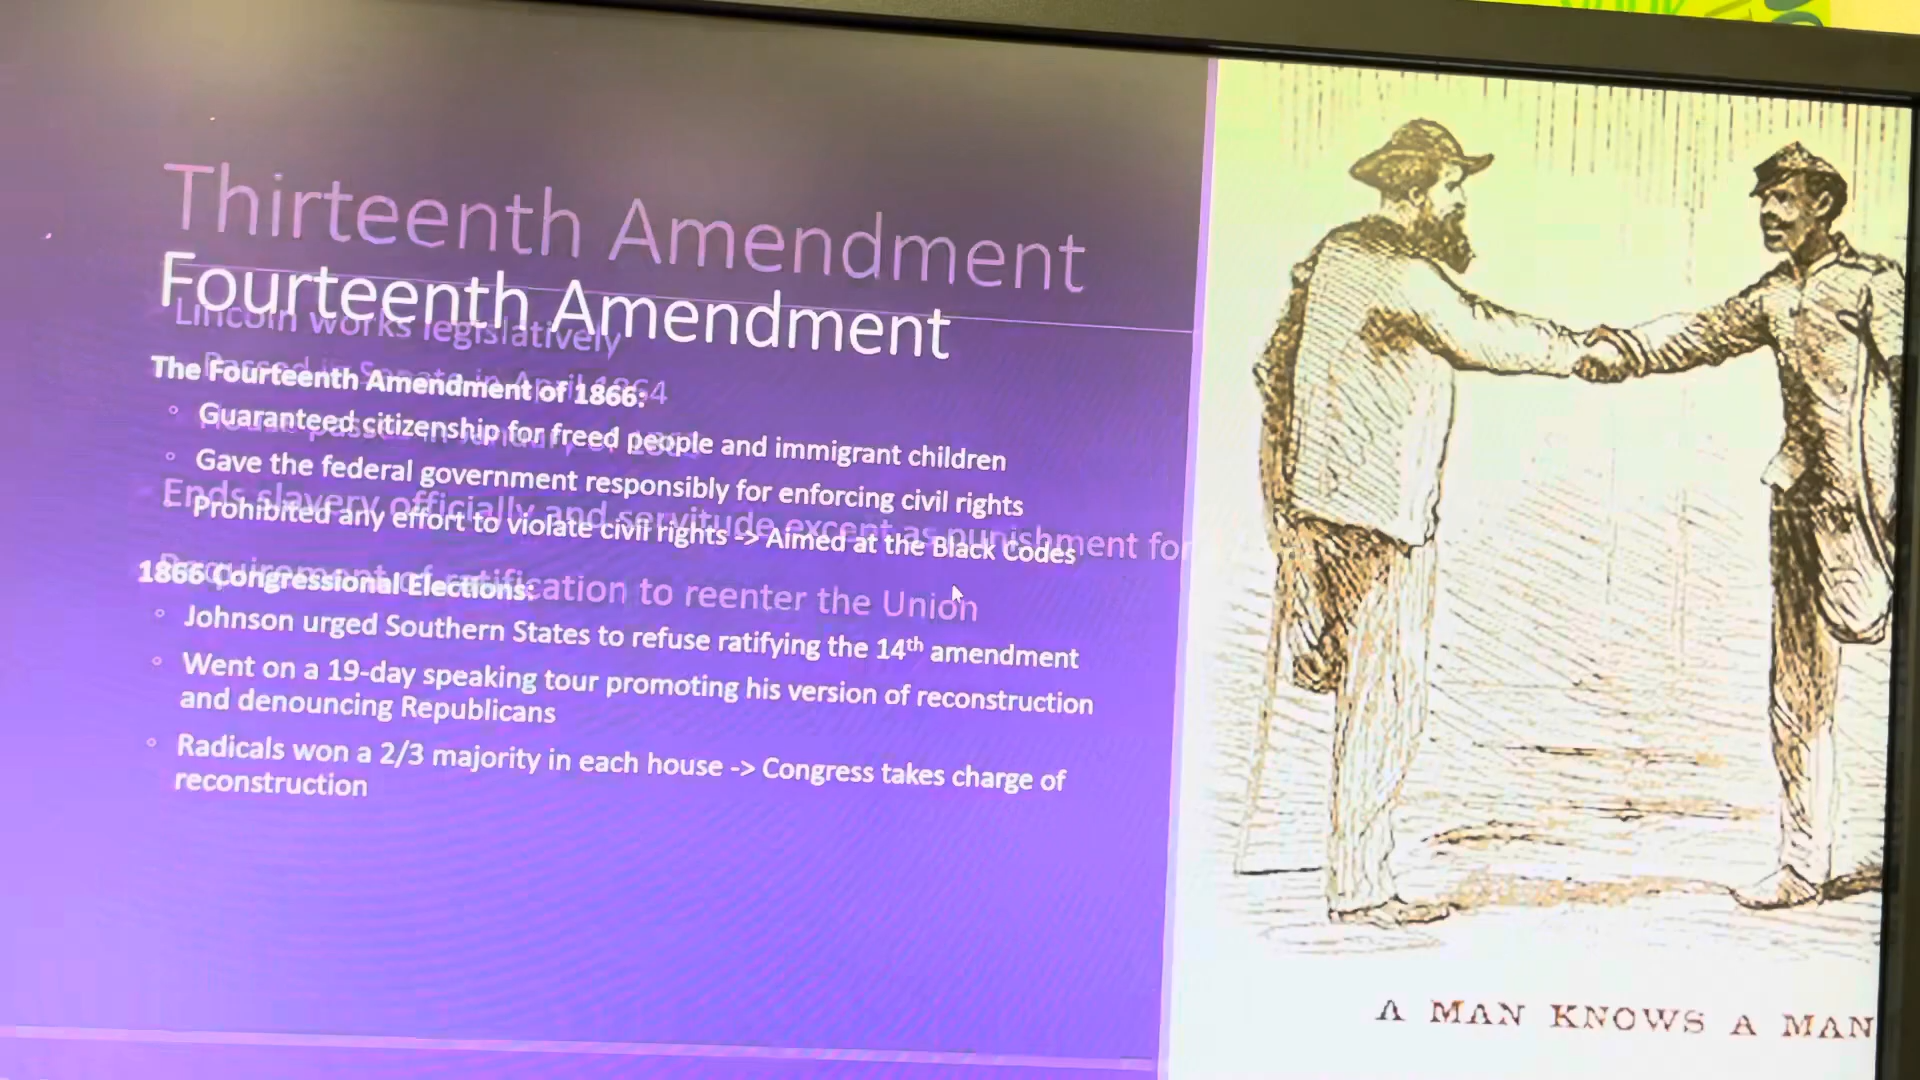 Thirteenth Amendment
Fourteenth Amendment
Lincoln works legislatively
Passed in Senate in April 1864
The Fourteenth Amendment of 1866:
Guaranteed citizenship for freed people and immigrant children
Gave the federal government responsibly for enforcing civil rights
Ends slavery officially and servitude except as punishment for
Prohibited any effort to violate civil rights -> Aimed at the Black Codes
Requirement of ratification to reenter the Union
1866 Congressional Elections:
Johnson urged Southern States to refuse ratifying the 14th amendment
Went on a 19-day speaking tour promoting his version of reconstruction
and denouncing Republicans
Radicals won a 2/3 majority in each house -> Congress takes charge of
reconstruction
A MAN KNOWS A MAN